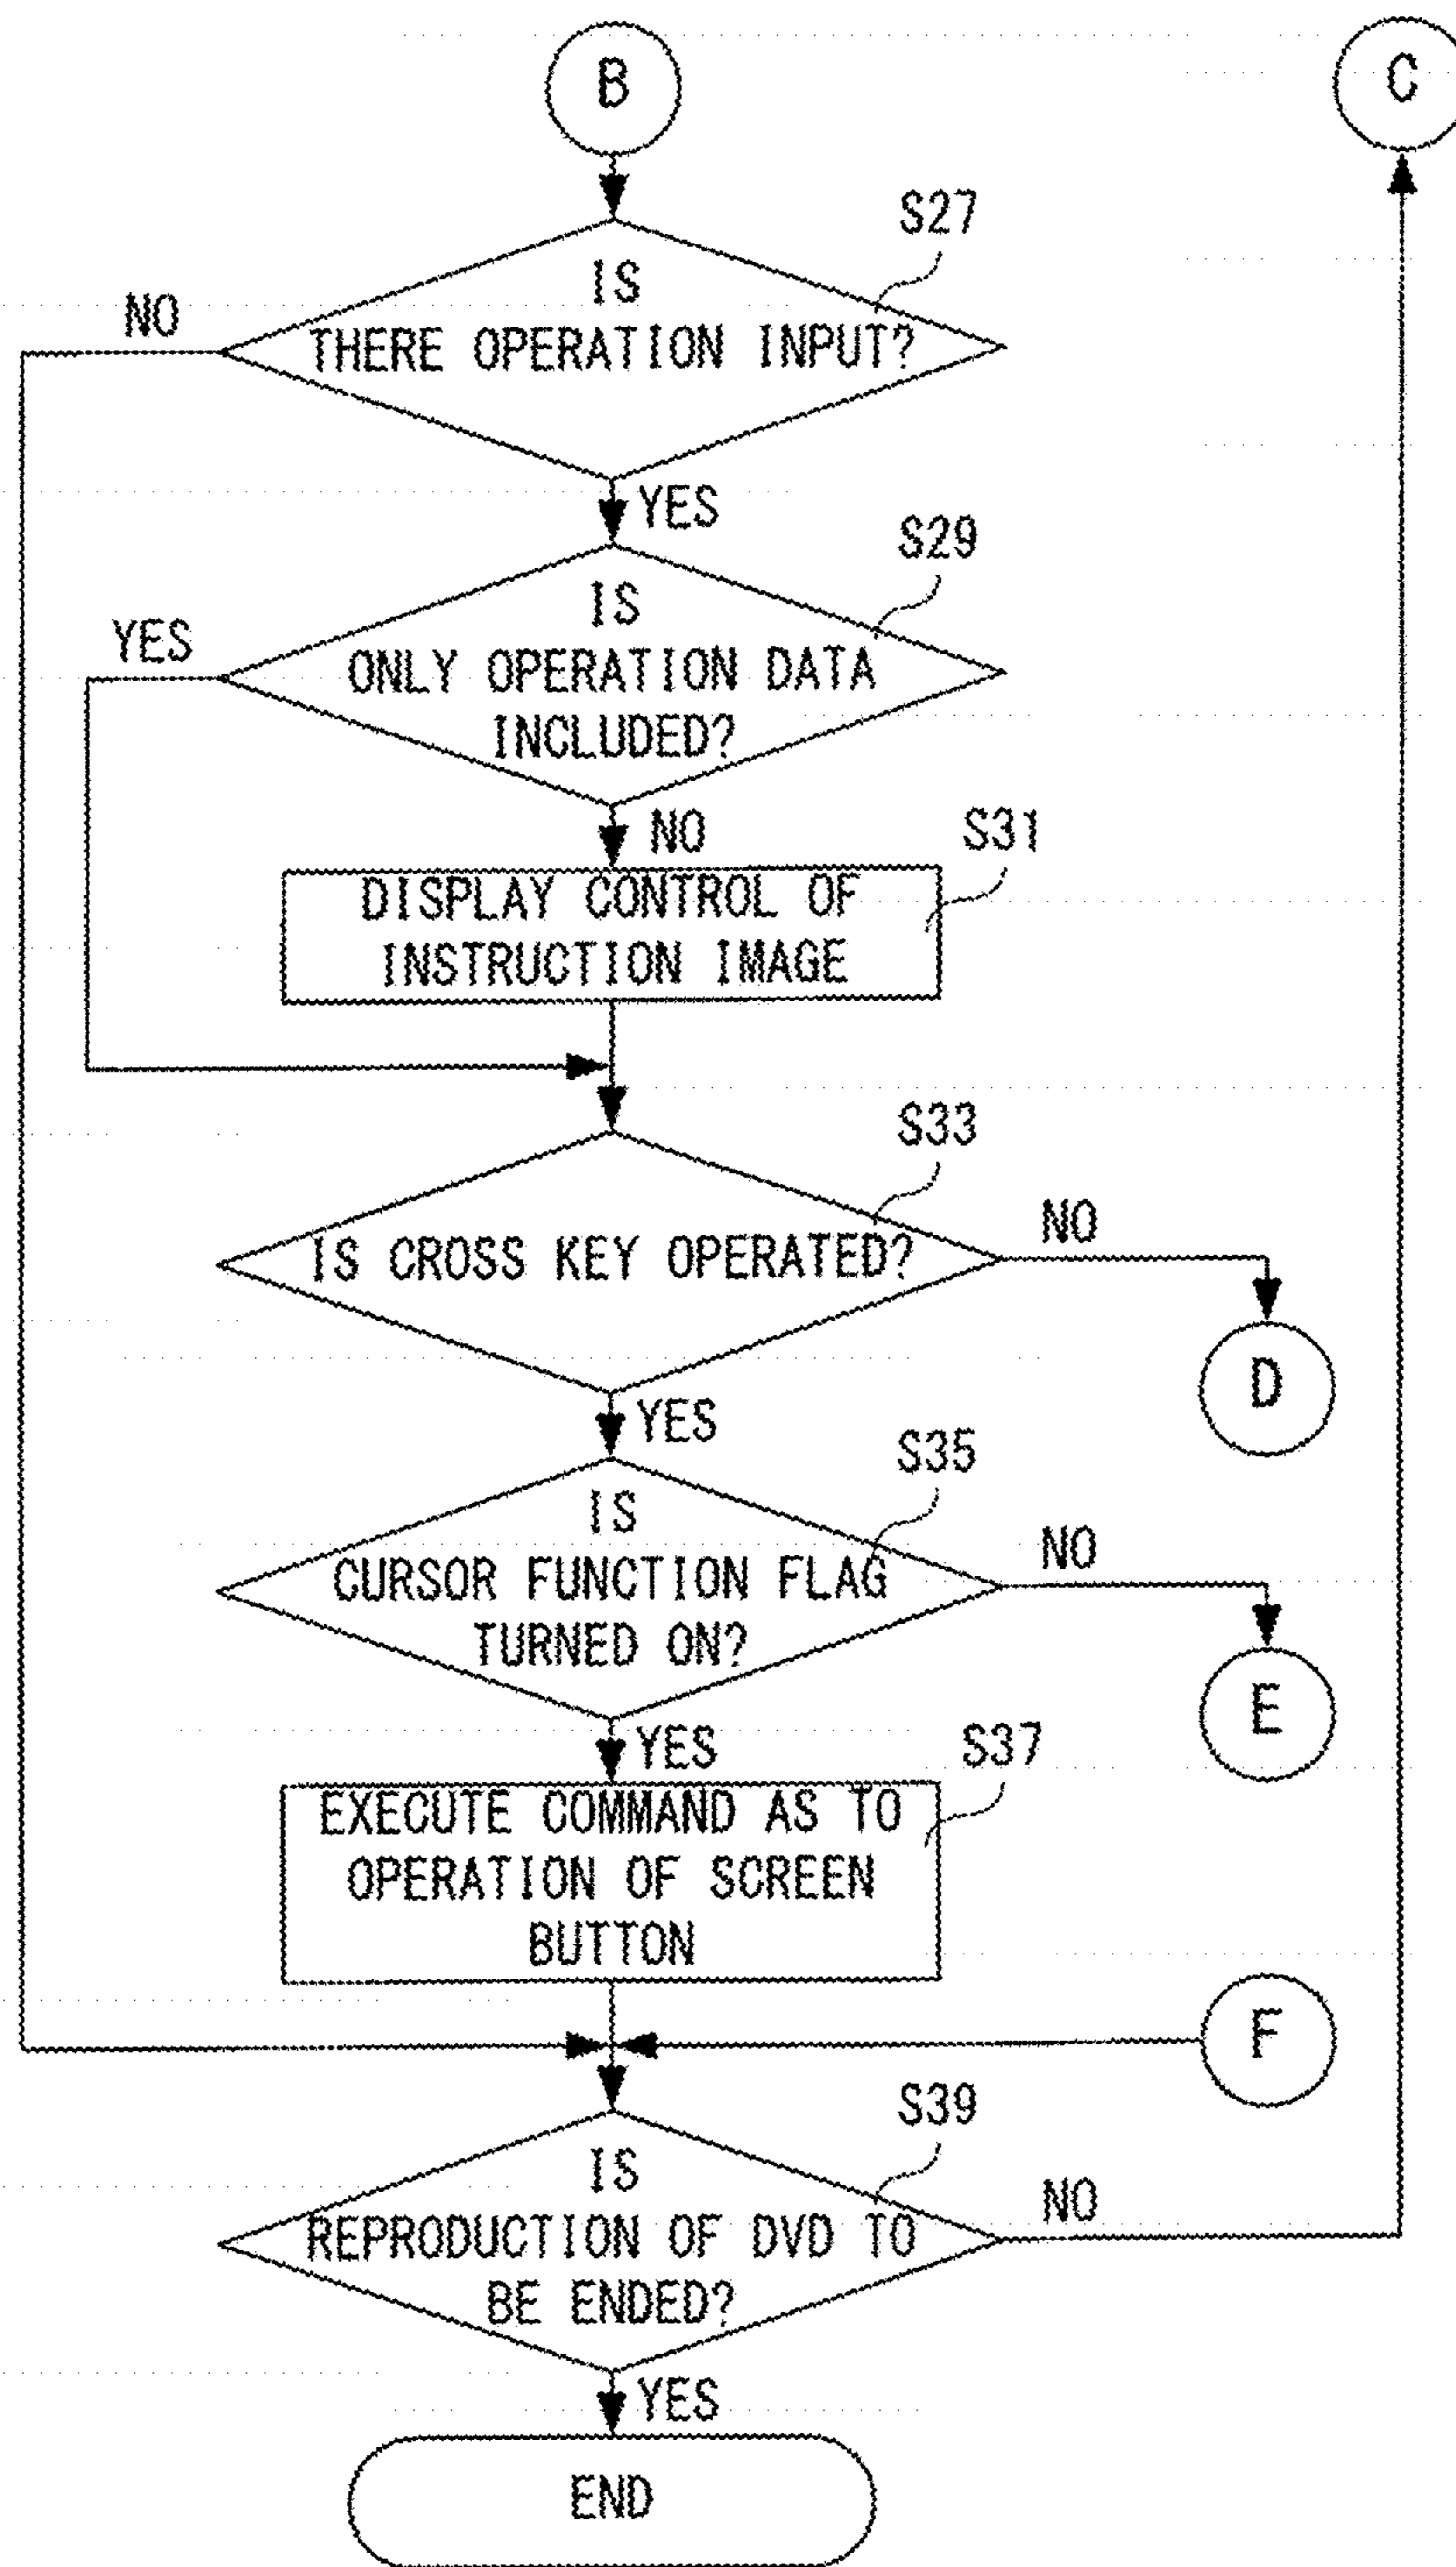 B
C
S27
IS
THERE OPERATION INPUT?
NO
YES
S29
IS
ONLY OPERATION DATA
INCLUDED?
YES
NO
S31
DISPLAY CONTROL OF
INSTRUCTION IMAGE
S33
IS CROSS KEY OPERATED?
NO
D
YES
S35
IS
CURSOR FUNCTION FLAG
TURNED ON?
NO
E
YES
S37
EXECUTE COMMAND AS TO
OPERATION OF SCREEN
BUTTON
F
S39
IS
REPRODUCTION OF DVD TO
BE ENDED?
NO
YES
END